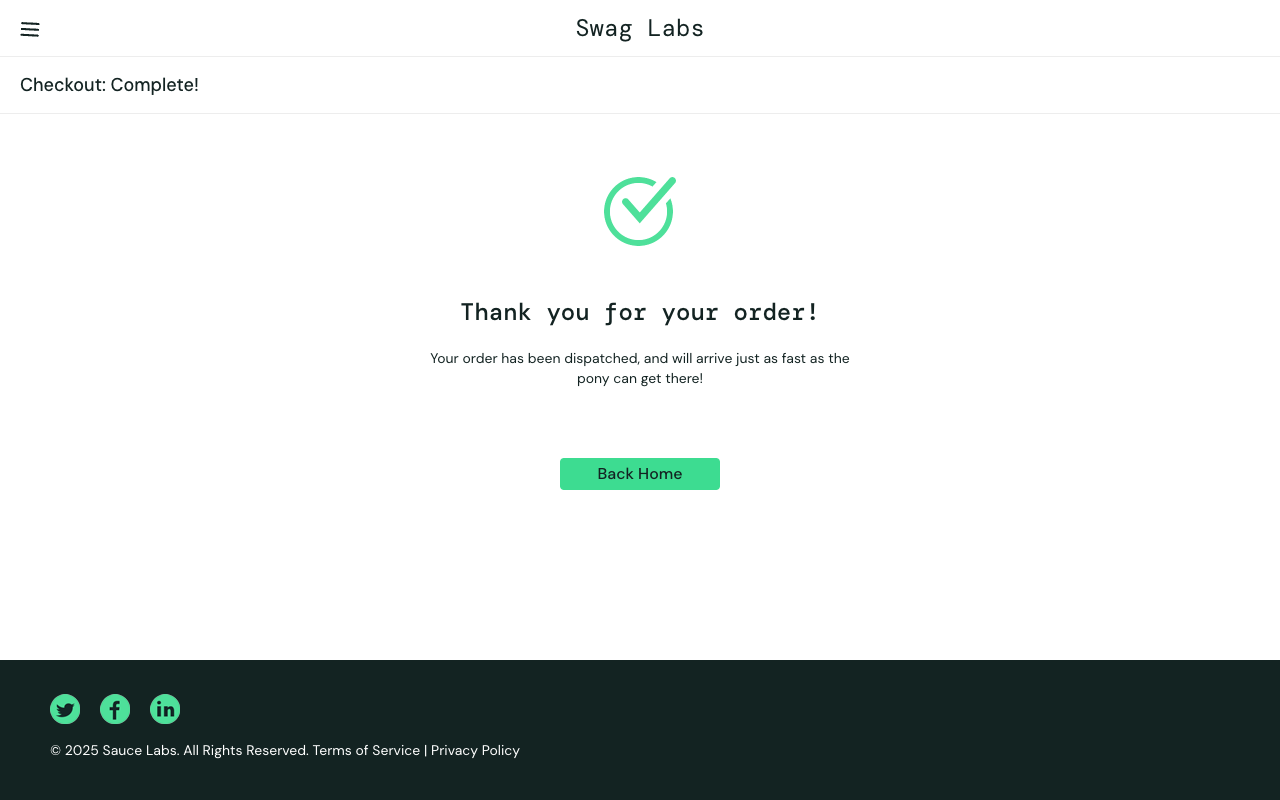 Swag Labs
Checkout: Complete!
Thank you for your order!
Your order has been dispatched, and will arrive just as fast as the
pony can get there!
Back Home
© 2025 Sauce Labs. All Rights Reserved. Terms of Service | Privacy Policy